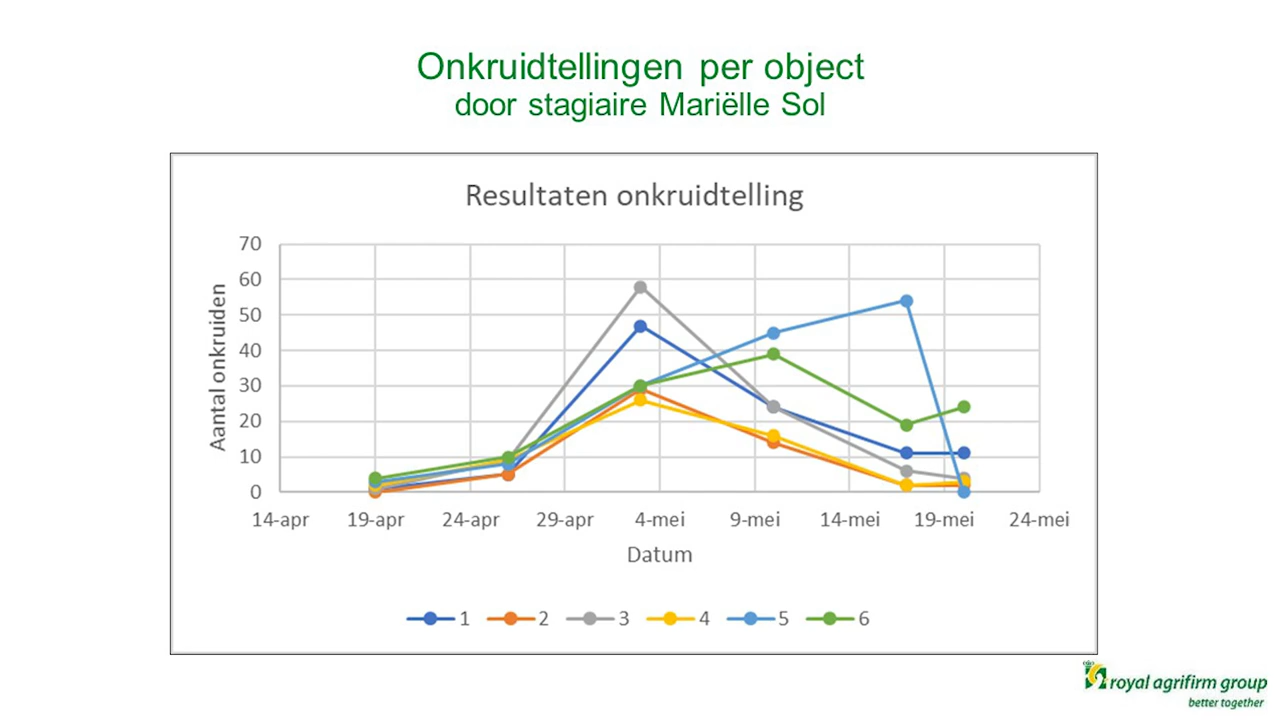 Onkruidtellingen per object
door stagiaire Mariëlle Sol
Resultaten onkruidtelling
70
60
50
40
30
20
10
0
Aantal onkruiden
14-apr 19-apr 24-apr 29-apr 4-mei 9-mei 14-mei 19-mei 24-mei
Datum
1 2 3 4 5 6
royal agrifirm group
better together